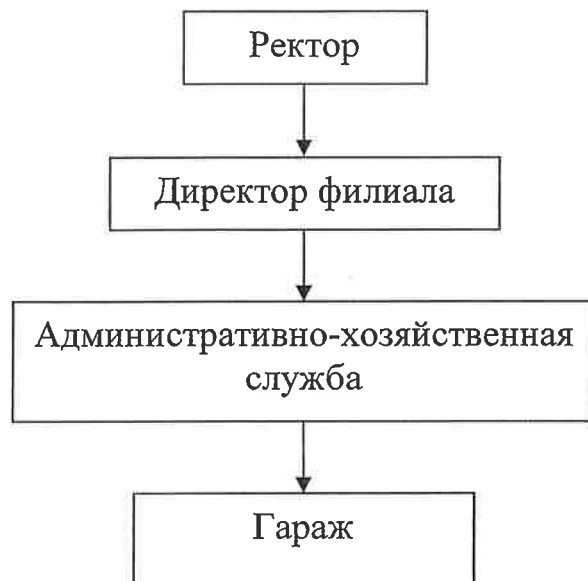 Ректор
Директор филиала
Административно-хозяйственная
служба
Гараж